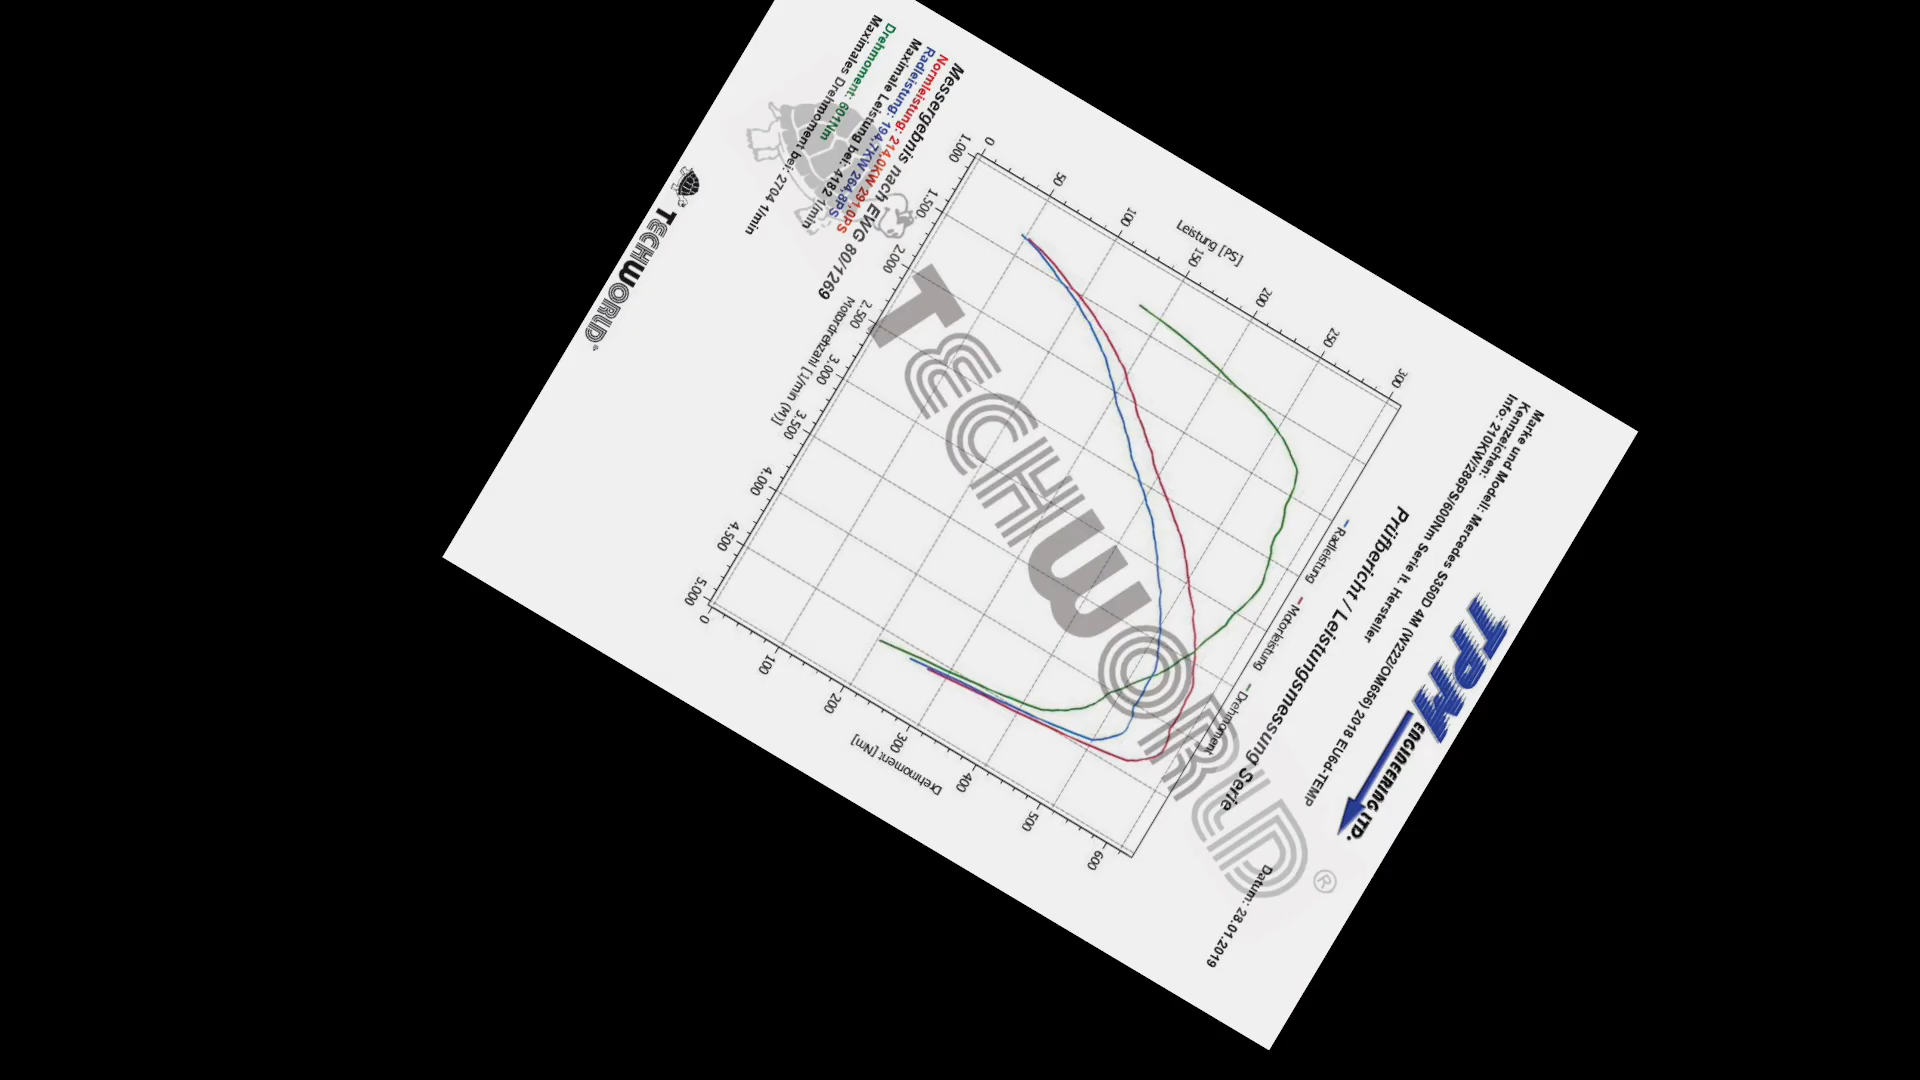 TPM
ENGINEERING LTD.
Marke und Modell: Mercedes S350D 4M (W222/OM656) 2018 EU6d-TEMP
Kennzeichen:
Info: 210KW/286PS/600Nm Serie lt. Hersteller
Datum: 28.01.2019
Prüfbericht / Leistungsmessung Serie
Radleistung
Motorleistung
Drehmoment
Leistung [PS]
300
250
200
150
100
50
0
Drehmoment [Nm]
600
500
400
300
200
100
0
1.000
1.500
2.000
2.500
3.000
3.500
4.000
4.500
5.000
Motordrehzahl [1/min (M)]
TECHWORLD®
Messergebnis nach EWG 80/1269
Normleistung: 214,0KW 291,0PS
Radleistung: 194,7KW 264,8PS
Maximale Leistung bei: 4182 1/min
Drehmoment: 601Nm
Maximales Drehmoment bei: 2704 1/min
TECHWORLD